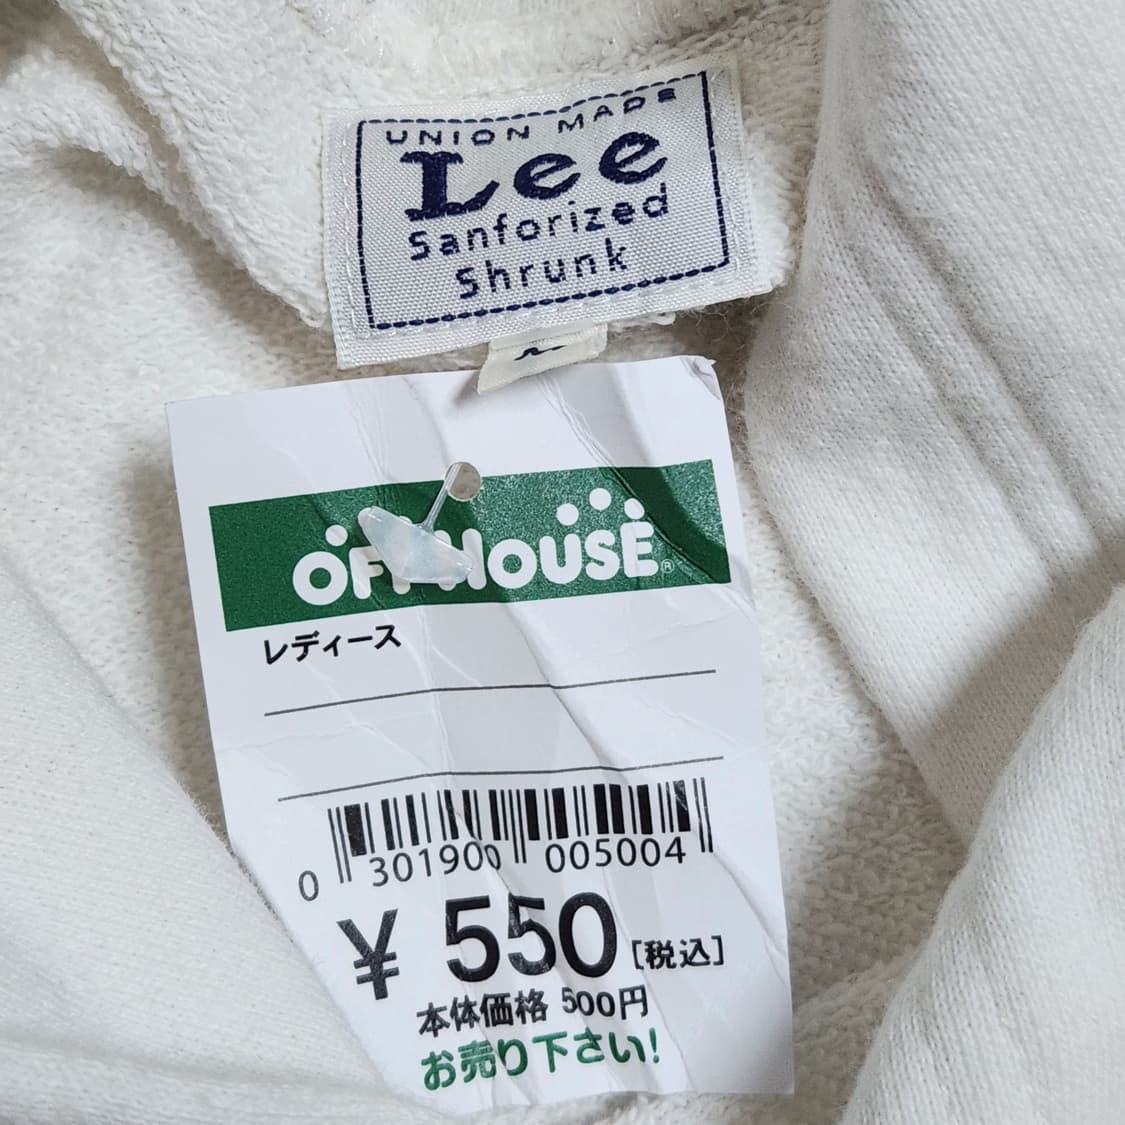 UNION MADE
Lee
Sanforized
Shrunk
OFF HOUSE®
レディース
0 301900 005004
¥ 550 [税込]
本体価格 500円
お売り下さい!